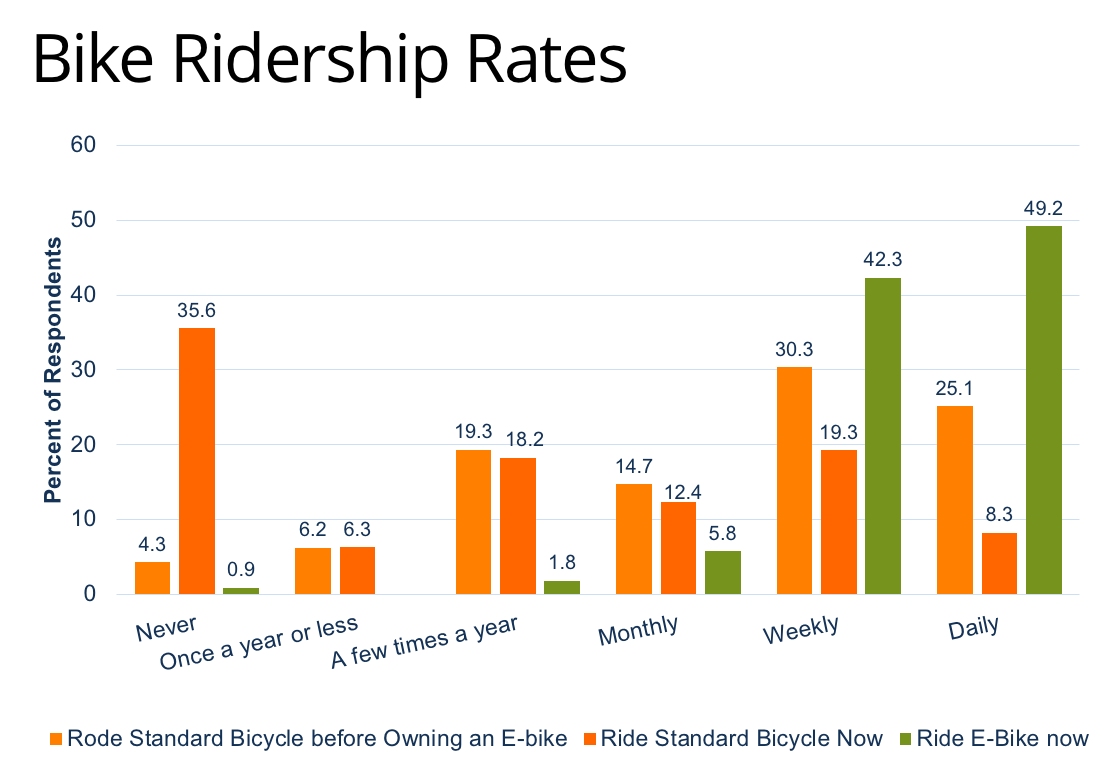 Bike Ridership Rates
60
50
40
30
20
10
0
Percent of Respondents
4.3
35.6
0.9
6.2
6.3
19.3
18.2
1.8
14.7
12.4
5.8
30.3
19.3
42.3
25.1
8.3
49.2
Never
Once a year or less
A few times a year
Monthly
Weekly
Daily
Rode Standard Bicycle before Owning an E-bike
Ride Standard Bicycle Now
Ride E-Bike now